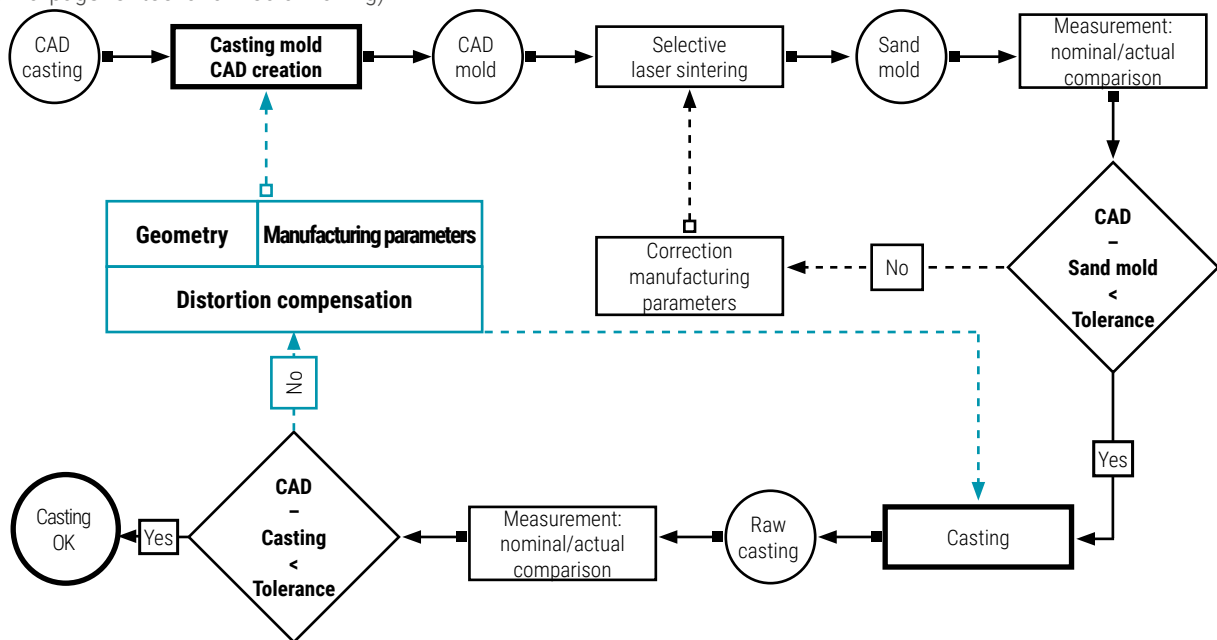 CAD
casting
Casting mold
CAD creation
CAD
mold
Selective
laser sintering
Sand
mold
Measurement:
nominal/actual
comparison
Geometry
Manufacturing parameters
Distortion compensation
Correction
manufacturing
parameters
No
CAD
–
Sand mold
<
Tolerance
No
Yes
Casting
OK
Yes
CAD
–
Casting
<
Tolerance
Measurement:
nominal/actual
comparison
Raw
casting
Casting